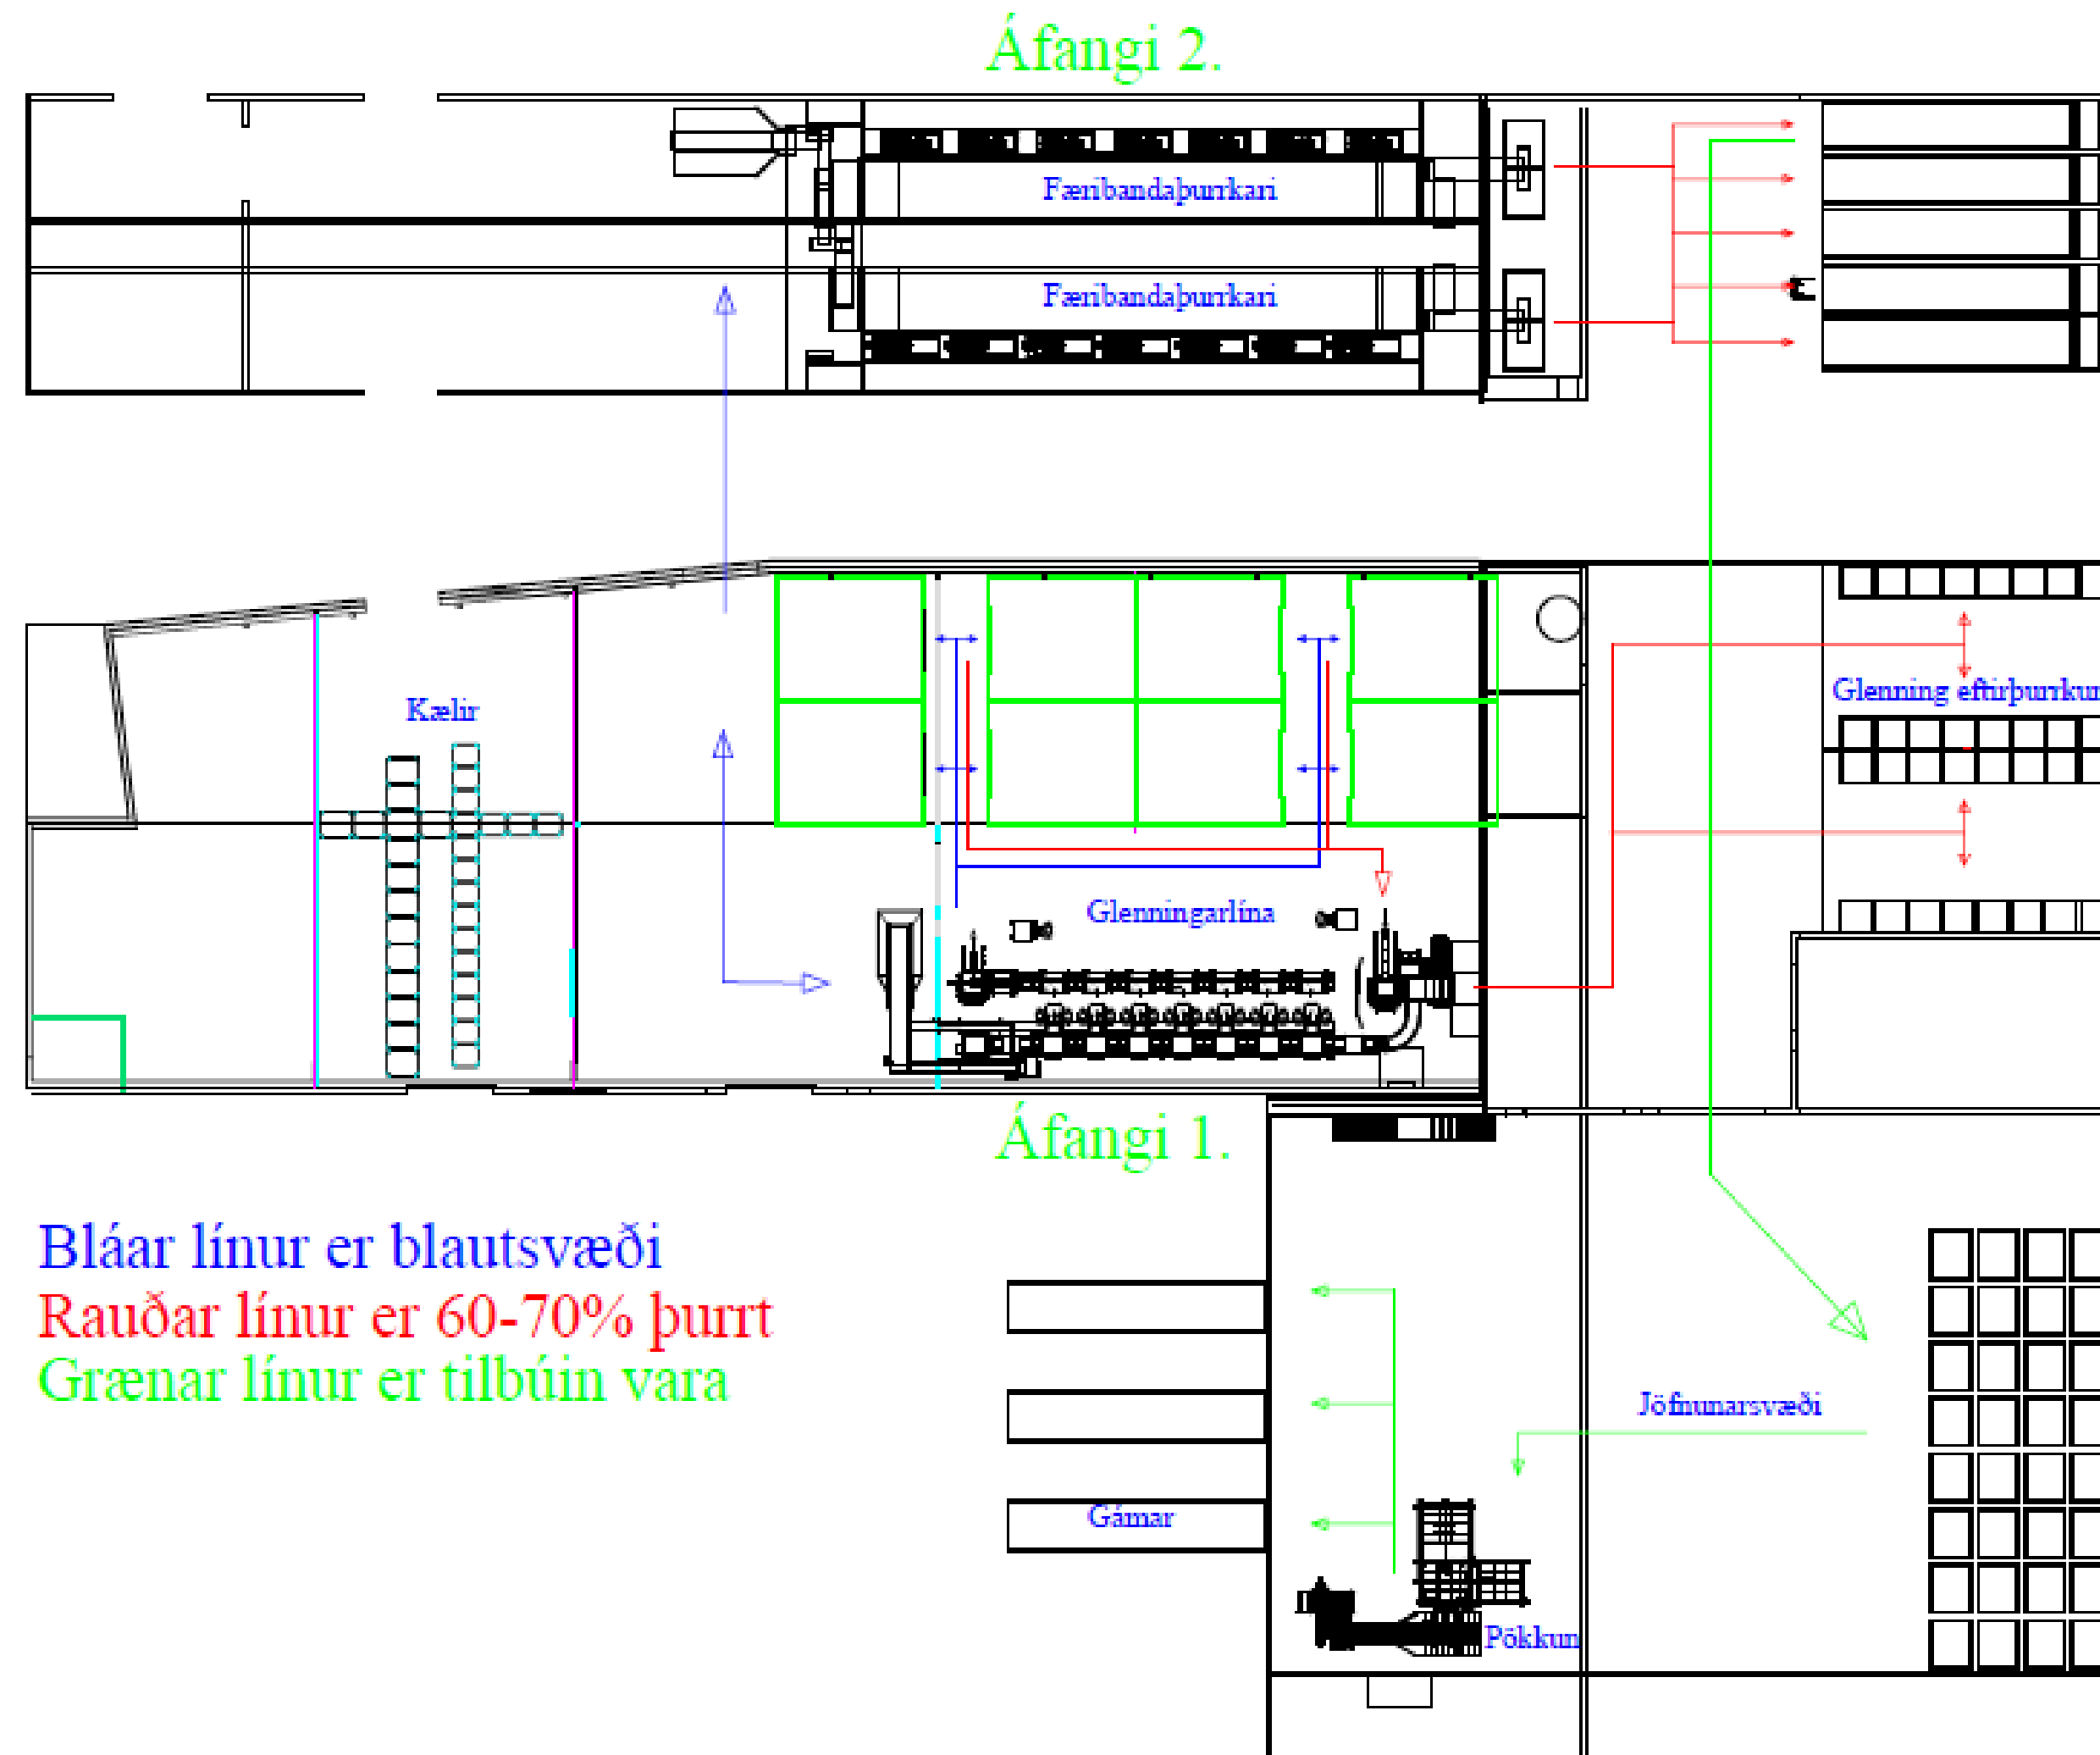 Áfangi 2.
Færibandaþurrkari
Færibandaþurrkari
Kælir
Glenning eftirþurrkun
Glenningarlína
Áfangi 1.
Bláar línur er blautsvæði
Rauðar línur er 60-70% þurrt
Grænar línur er tilbúin vara
Jöfnunarsvæði
Gámar
Pökkun